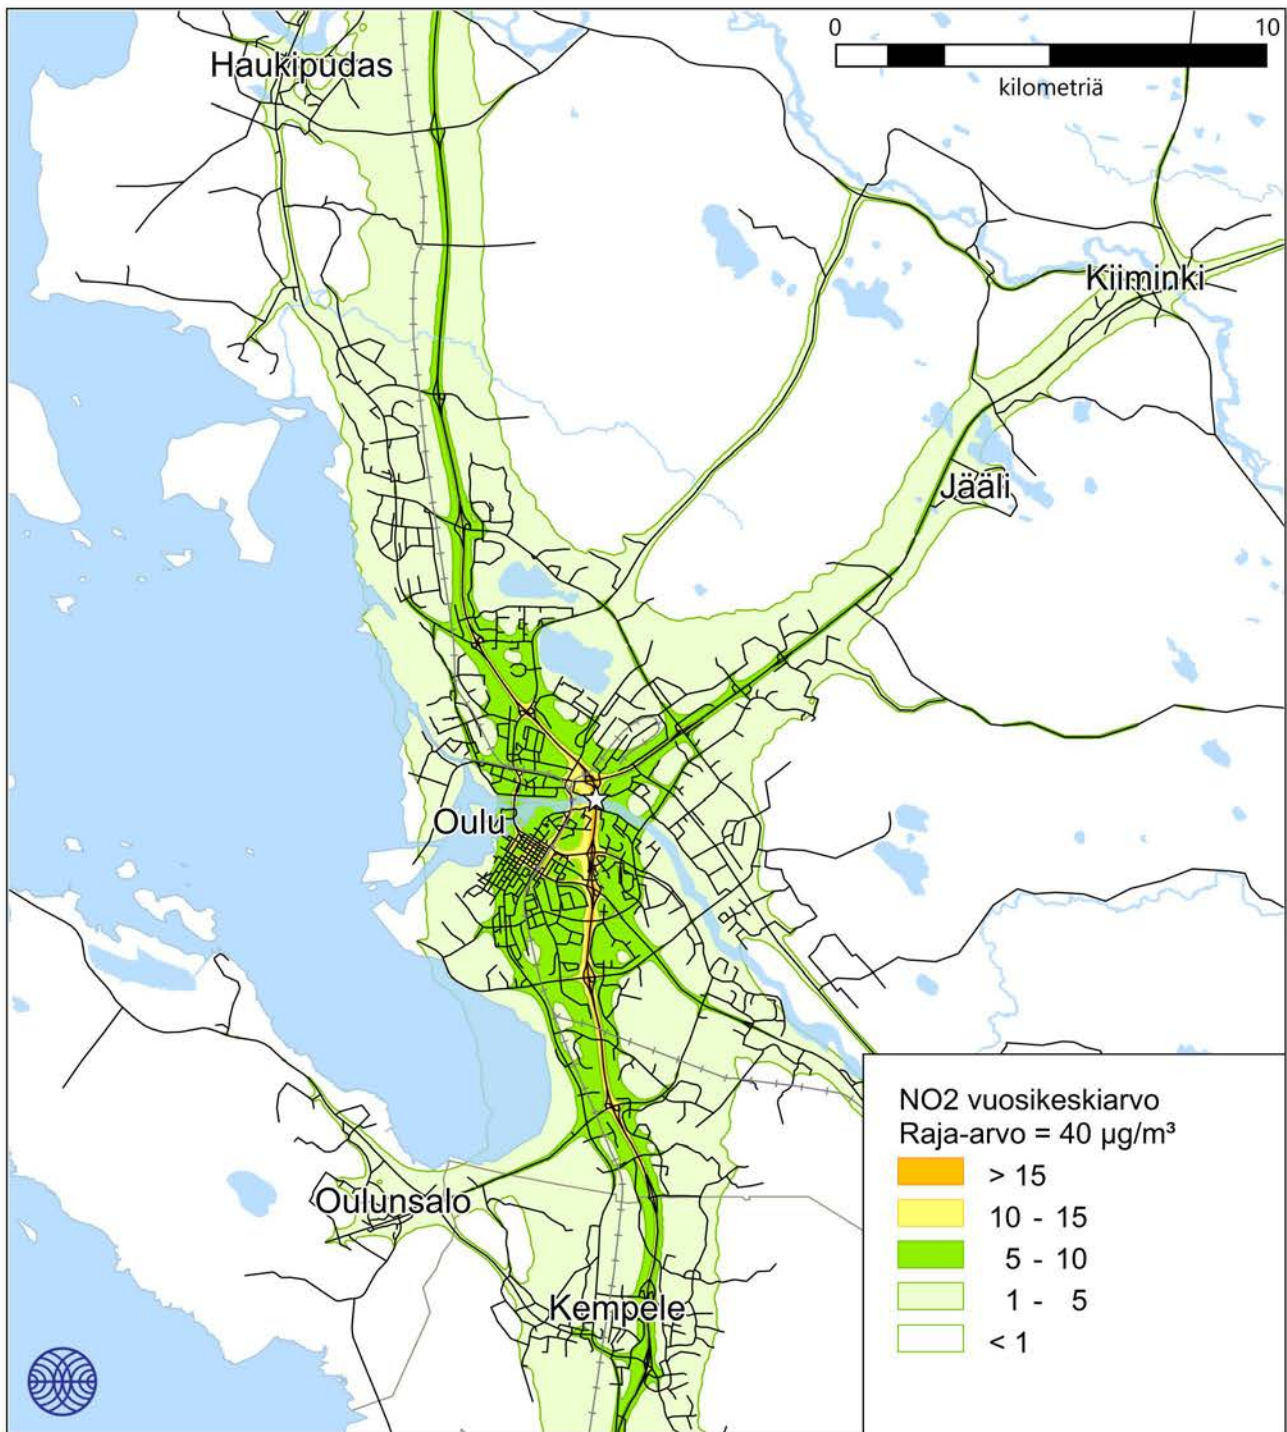 0 10
kilometriä
Haukipudas
Kiiminki
Jääli
Oulu
Oulunsalo
Kempele
NO2 vuosikeskiarvo
Raja-arvo = 40 µg/m³
> 15
10 - 15
5 - 10
1 - 5
< 1